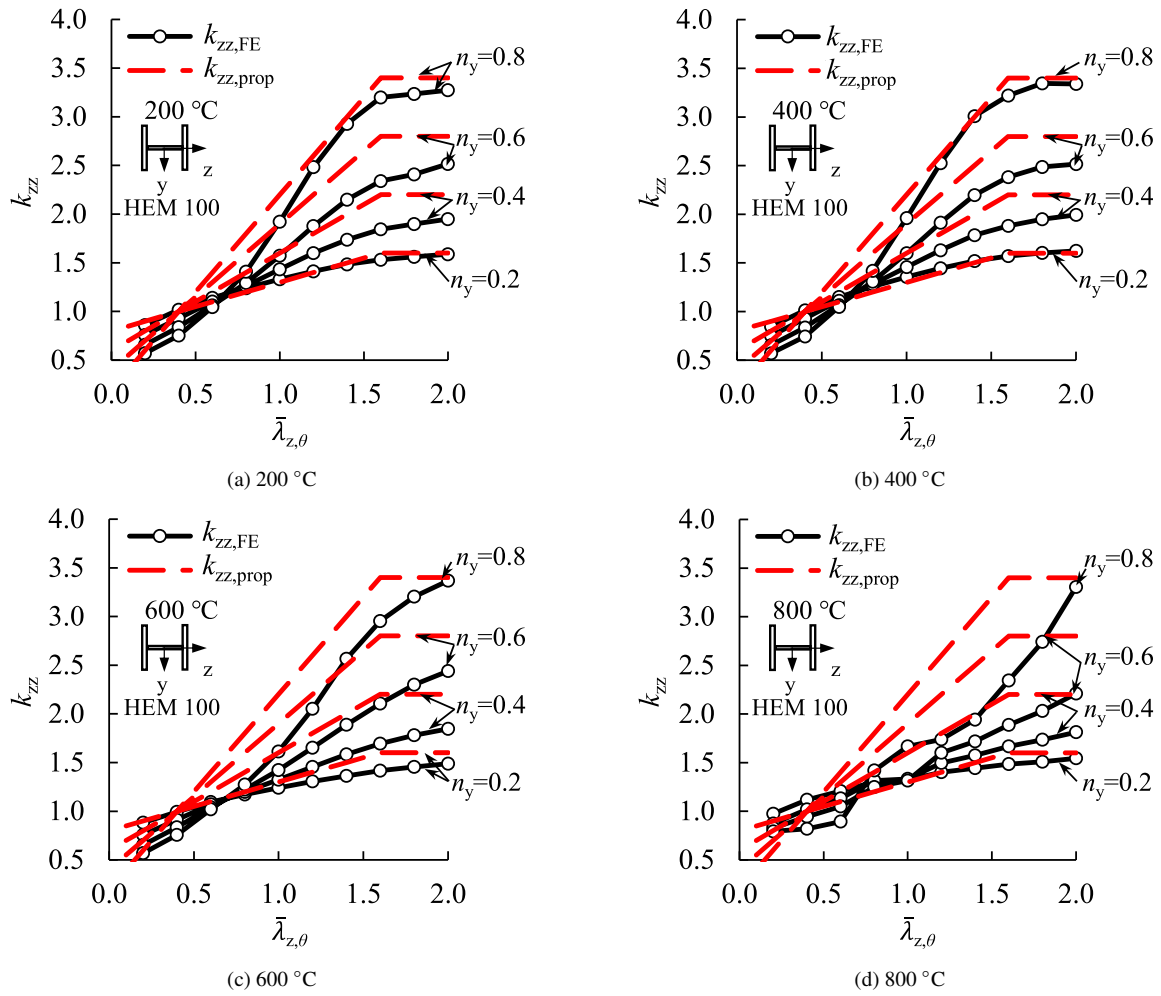 4.0
3.5
3.0
2.5
2.0
1.5
1.0
0.5
k_zz
k_zz,FE
k_zz,prop
200 °C
z
y
HEM 100
n_y=0.8
n_y=0.6
n_y=0.4
n_y=0.2
0.0 0.5 1.0 1.5 2.0
λ̄_z,θ
(a) 200 °C
4.0
3.5
3.0
2.5
2.0
1.5
1.0
0.5
k_zz
k_zz,FE
k_zz,prop
400 °C
z
y
HEM 100
n_y=0.8
n_y=0.6
n_y=0.4
n_y=0.2
0.0 0.5 1.0 1.5 2.0
λ̄_z,θ
(b) 400 °C
4.0
3.5
3.0
2.5
2.0
1.5
1.0
0.5
k_zz
k_zz,FE
k_zz,prop
600 °C
z
y
HEM 100
n_y=0.8
n_y=0.6
n_y=0.4
n_y=0.2
0.0 0.5 1.0 1.5 2.0
λ̄_z,θ
(c) 600 °C
4.0
3.5
3.0
2.5
2.0
1.5
1.0
0.5
k_zz
k_zz,FE
k_zz,prop
800 °C
z
y
HEM 100
n_y=0.8
n_y=0.6
n_y=0.4
n_y=0.2
0.0 0.5 1.0 1.5 2.0
λ̄_z,θ
(d) 800 °C